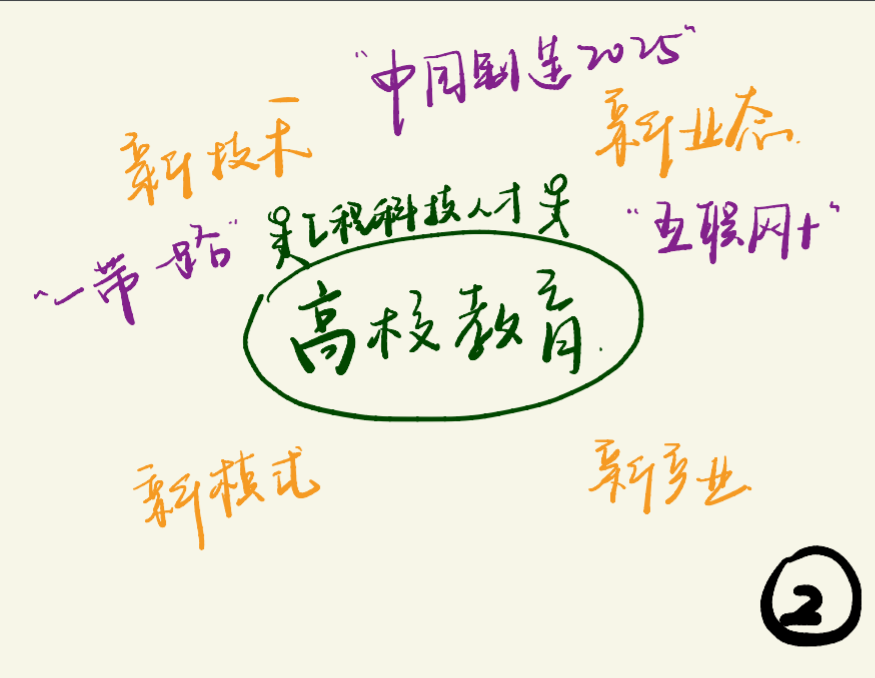 “中国制造2025”
新技术
新业态
工程科技人才
“一带一路”
“互联网+”
高校教育
新模式
新产业
2